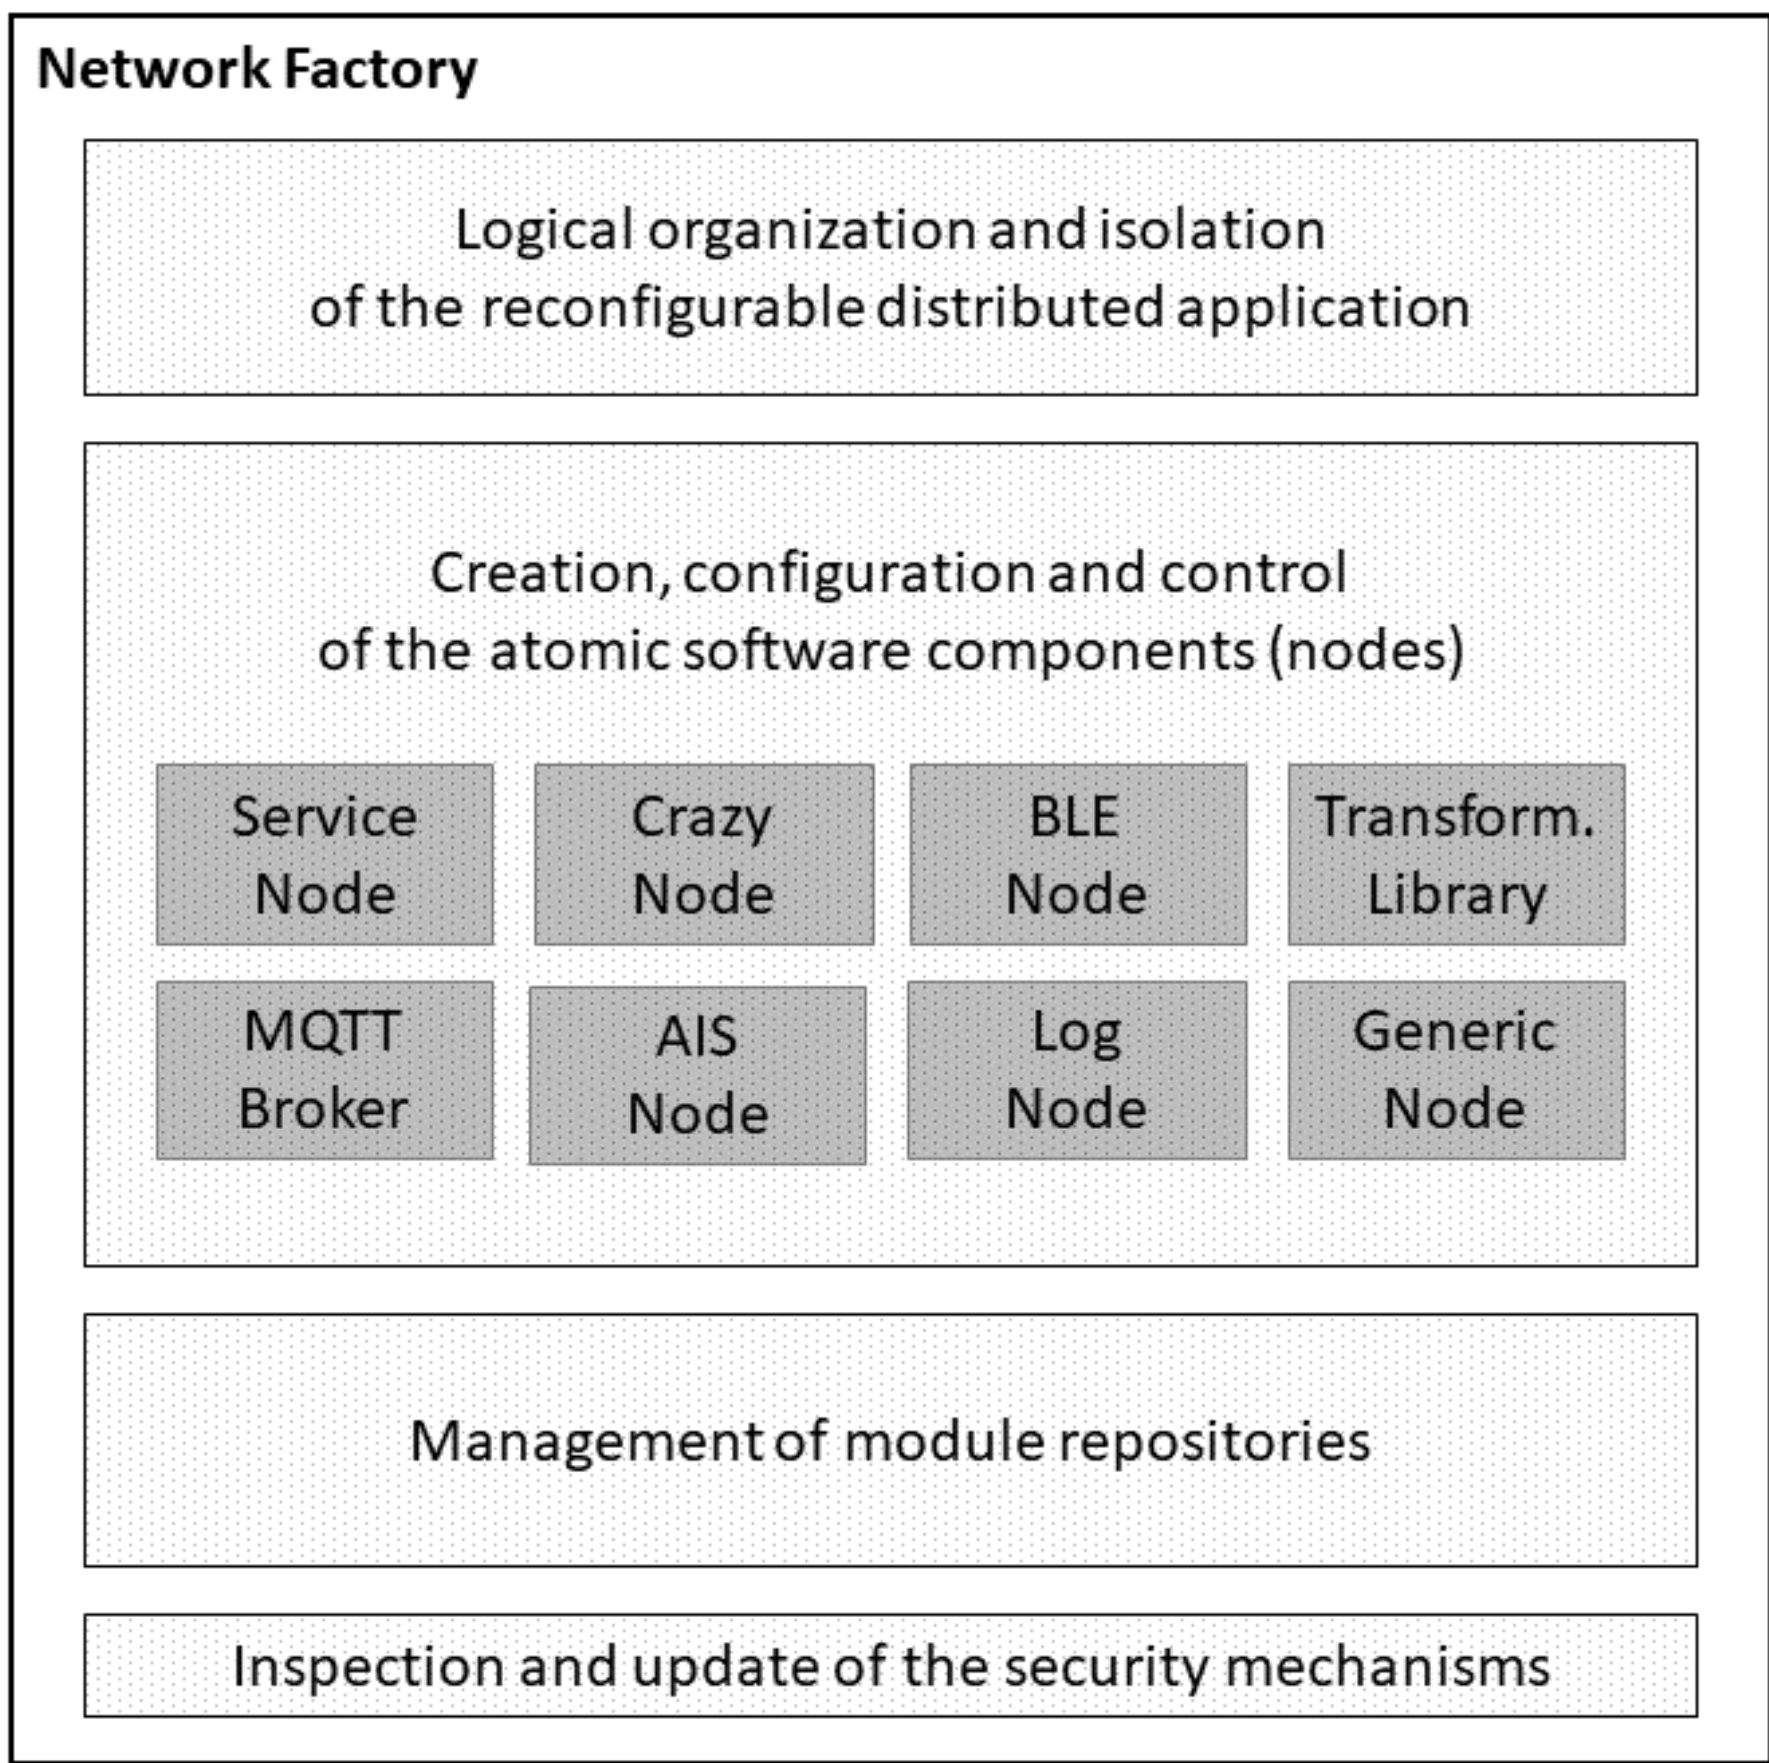 Network Factory
Logical organization and isolation
of the reconfigurable distributed application
Creation, configuration and control
of the atomic software components (nodes)
Service
Node
Crazy
Node
BLE
Node
Transform.
Library
MQTT
Broker
AIS
Node
Log
Node
Generic
Node
Management of module repositories
Inspection and update of the security mechanisms